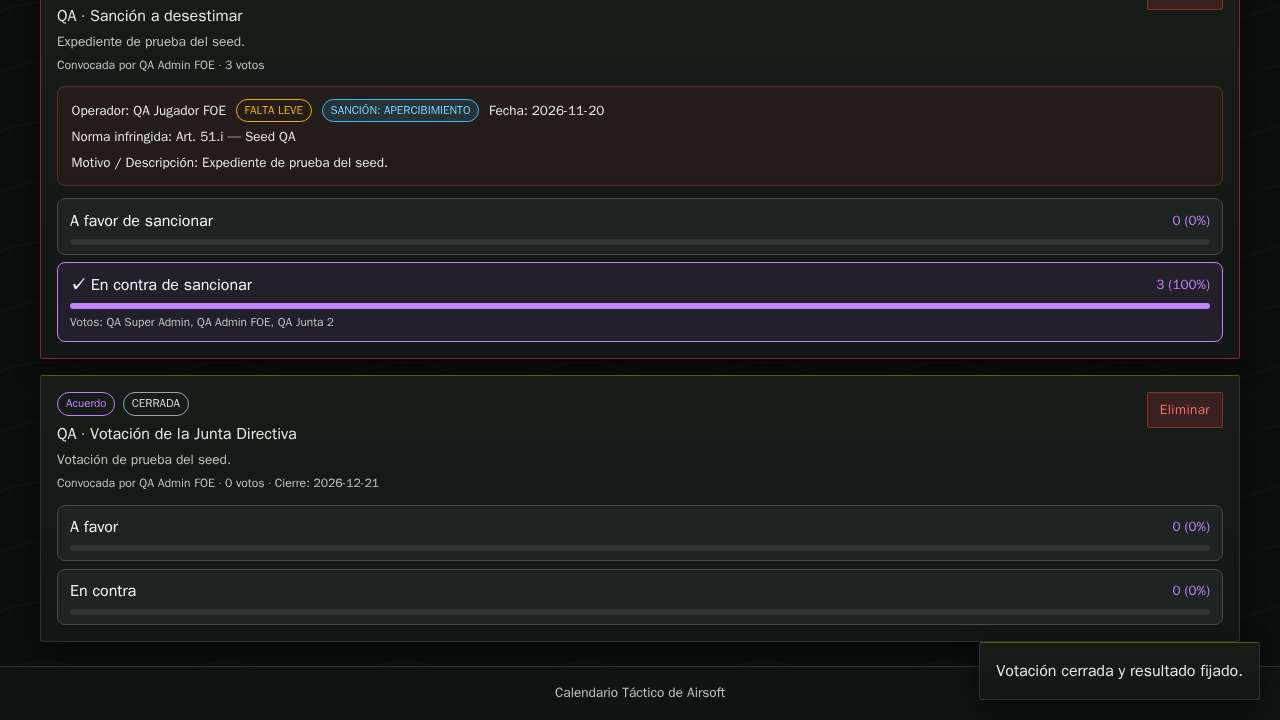 QA · Sanción a desestimar
Expediente de prueba del seed.
Convocada por QA Admin FOE · 3 votos
Operador: QA Jugador FOE FALTA LEVE SANCIÓN: APERCIBIMIENTO Fecha: 2026-11-20
Norma infringida: Art. 51.i — Seed QA
Motivo / Descripción: Expediente de prueba del seed.
A favor de sancionar 0 (0%)
✓ En contra de sancionar 3 (100%)
Votos: QA Super Admin, QA Admin FOE, QA Junta 2
Acuerdo CERRADA
Eliminar
QA · Votación de la Junta Directiva
Votación de prueba del seed.
Convocada por QA Admin FOE · 0 votos · Cierre: 2026-12-21
A favor 0 (0%)
En contra 0 (0%)
Votación cerrada y resultado fijado.
Calendario Táctico de Airsoft